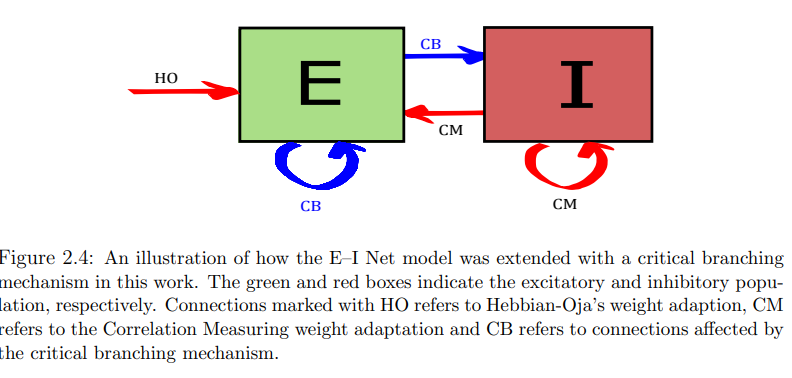 HO
E
CB
I
CM
CB
CM
Figure 2.4: An illustration of how the E–I Net model was extended with a critical branching
mechanism in this work. The green and red boxes indicate the excitatory and inhibitory popu-
lation, respectively. Connections marked with HO refers to Hebbian-Oja's weight adaption, CM
refers to the Correlation Measuring weight adaptation and CB refers to connections affected by
the critical branching mechanism.